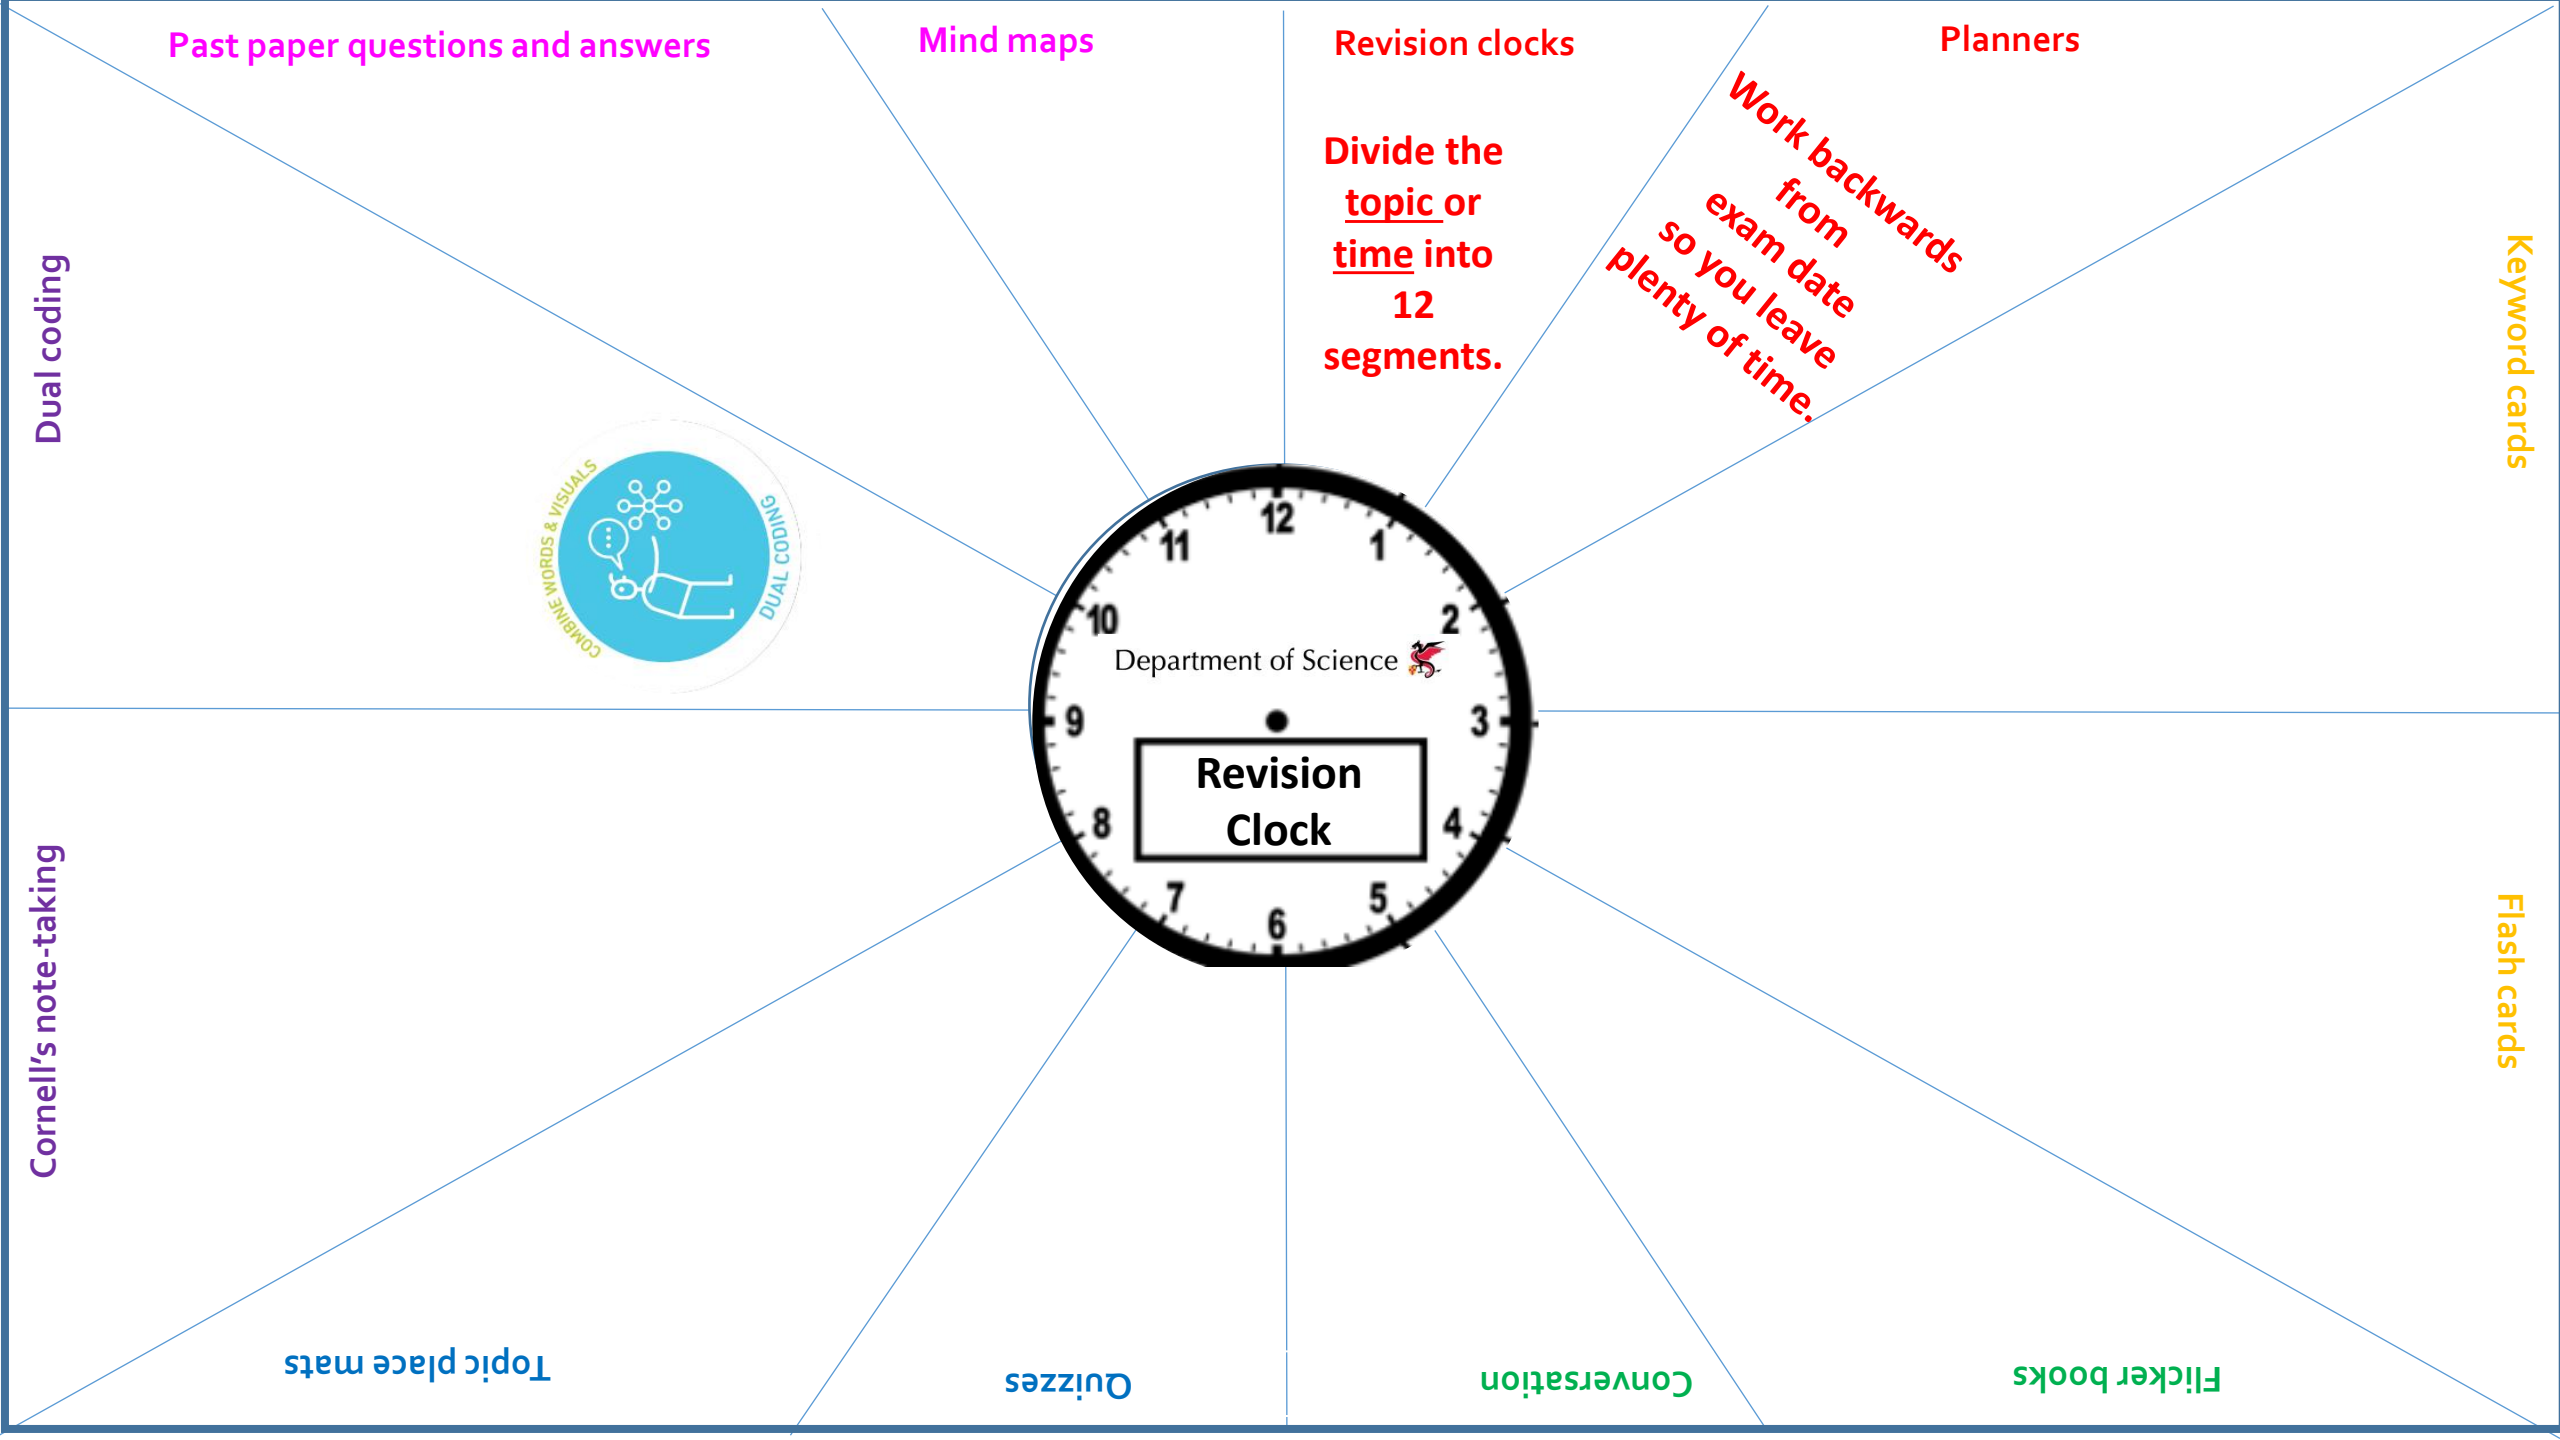 Past paper questions and answers
Mind maps
Revision clocks
Planners
Divide the
topic or
time into
12
segments.
Work backwards
from
exam date
so you leave
plenty of time.
Keyword cards
Flash cards
Flicker books
Conversation
Quizzes
Topic place mats
Cornell's note-taking
Dual coding
COMBINE WORDS & VISUALS
DUAL CODING
12
1
2
3
4
5
6
7
8
9
10
11
Department of Science
Revision
Clock